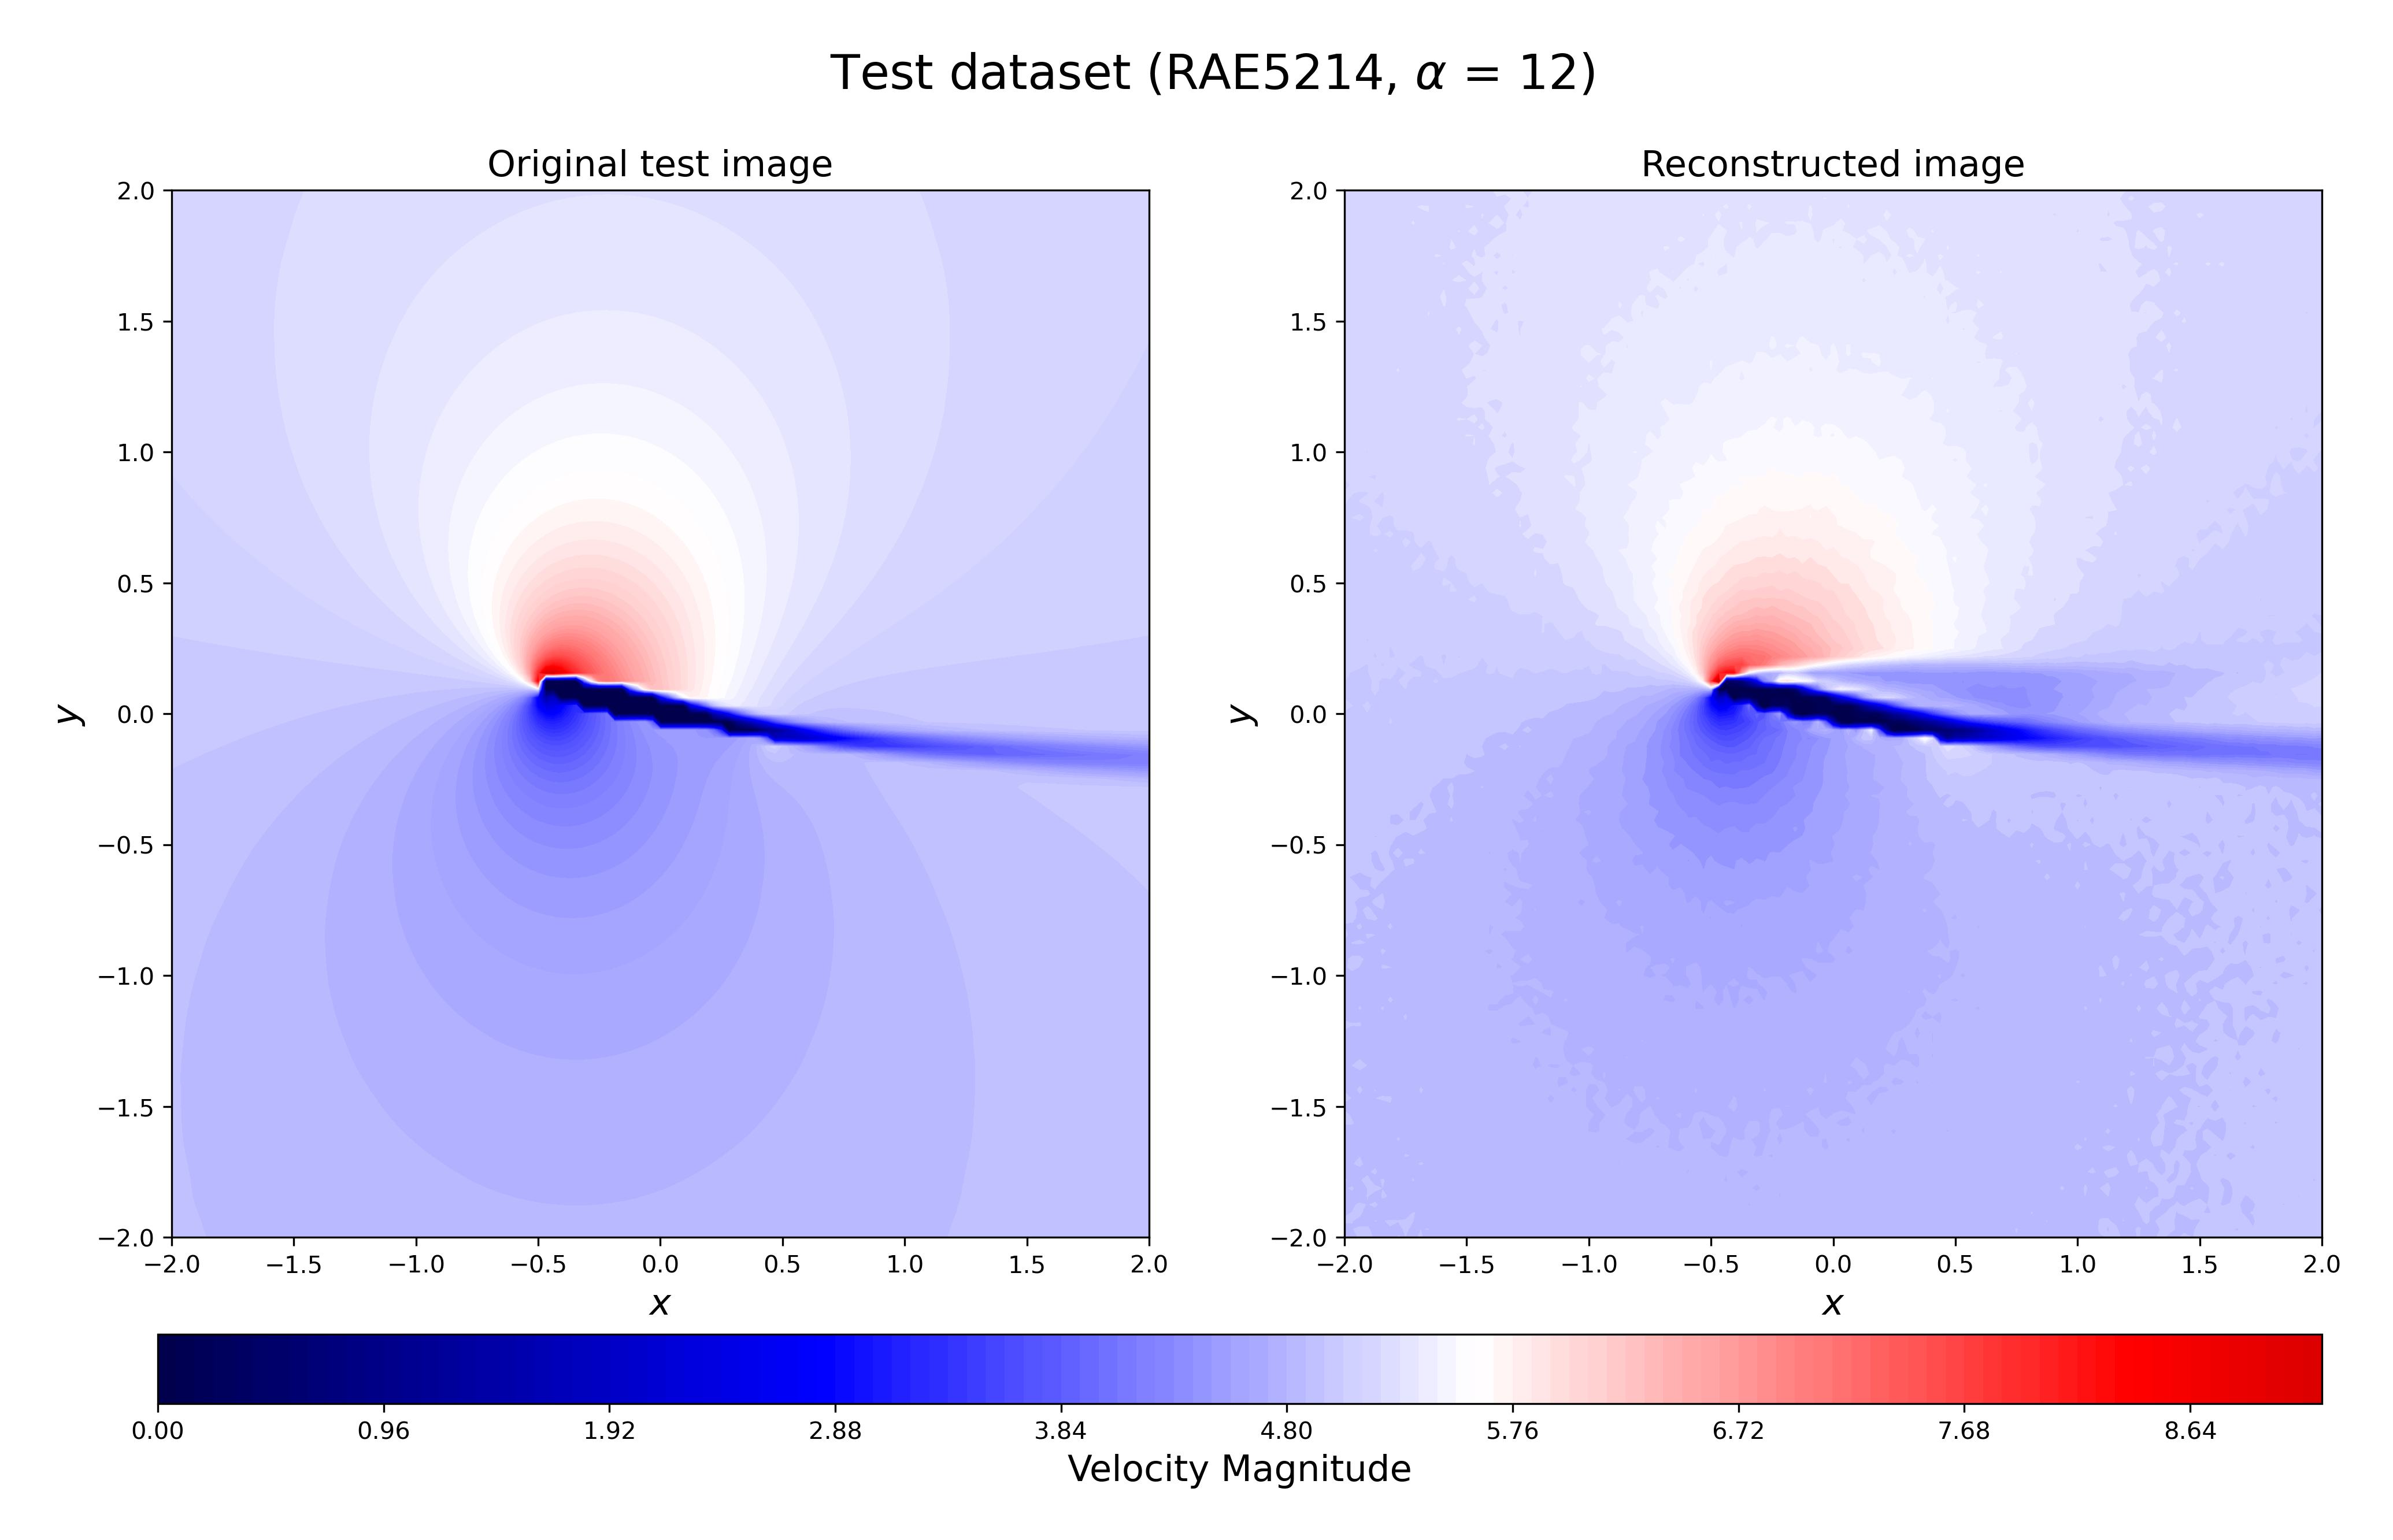 Test dataset (RAE5214, α = 12)
Original test image
Reconstructed image
2.0
1.5
1.0
0.5
0.0
−0.5
−1.0
−1.5
−2.0
y
−2.0 −1.5 −1.0 −0.5 0.0 0.5 1.0 1.5 2.0
x
2.0
1.5
1.0
0.5
0.0
−0.5
−1.0
−1.5
−2.0
y
−2.0 −1.5 −1.0 −0.5 0.0 0.5 1.0 1.5 2.0
x
0.00 0.96 1.92 2.88 3.84 4.80 5.76 6.72 7.68 8.64
Velocity Magnitude